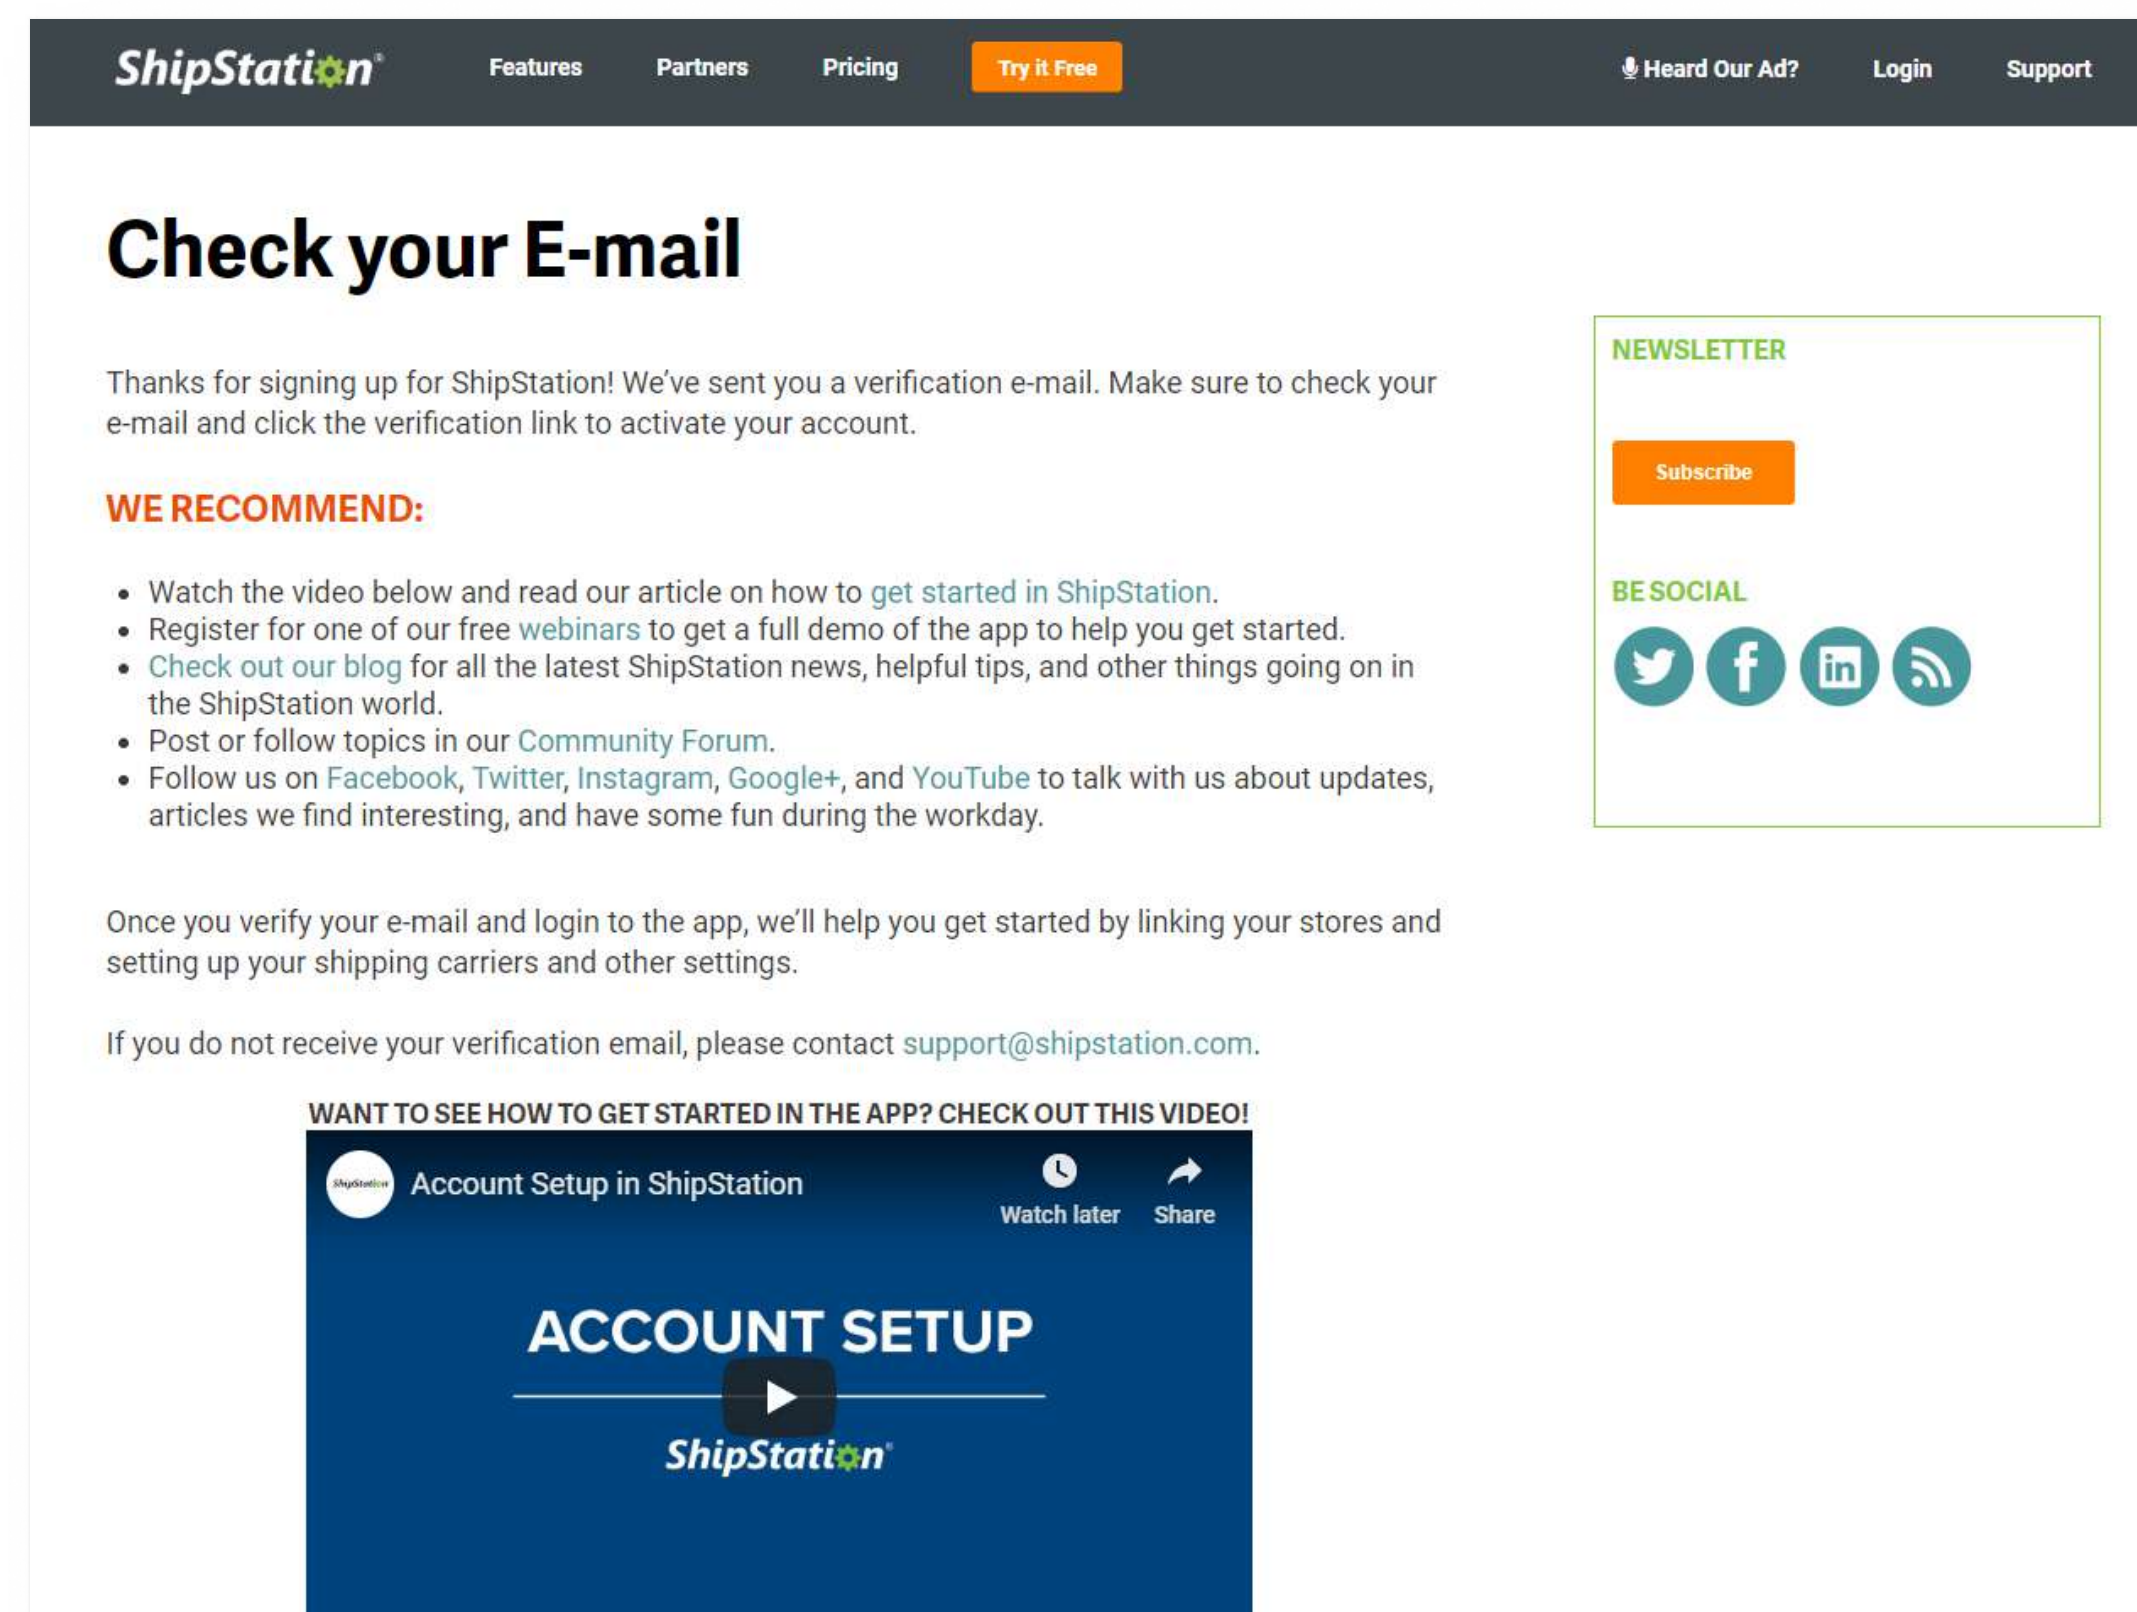 ShipStation®
Features
Partners
Pricing
Try it Free
Heard Our Ad?
Login
Support
Check your E-mail
Thanks for signing up for ShipStation! We've sent you a verification e-mail. Make sure to check your
e-mail and click the verification link to activate your account.
WE RECOMMEND:
• Watch the video below and read our article on how to get started in ShipStation.
• Register for one of our free webinars to get a full demo of the app to help you get started.
• Check out our blog for all the latest ShipStation news, helpful tips, and other things going on in
the ShipStation world.
• Post or follow topics in our Community Forum.
• Follow us on Facebook, Twitter, Instagram, Google+, and YouTube to talk with us about updates,
articles we find interesting, and have some fun during the workday.
Once you verify your e-mail and login to the app, we'll help you get started by linking your stores and
setting up your shipping carriers and other settings.
If you do not receive your verification email, please contact support@shipstation.com.
WANT TO SEE HOW TO GET STARTED IN THE APP? CHECK OUT THIS VIDEO!
ShipStation
Account Setup in ShipStation
Watch later
Share
ACCOUNT SETUP
ShipStation®
NEWSLETTER
Subscribe
BE SOCIAL